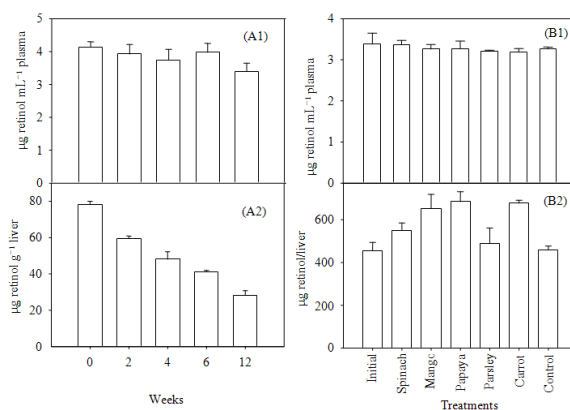 (A1)
µg retinol mL⁻¹ plasma
5
4
3
2
1
0
(A2)
µg retinol g⁻¹ liver
80
60
40
20
0
0 2 4 6 12
Weeks
(B1)
µg retinol mL⁻¹ plasma
4
3
2
1
0
(B2)
µg retinol/liver
600
400
200
Initial
Spinach
Mangc
Papaya
Parsley
Carrot
Control
Treatments